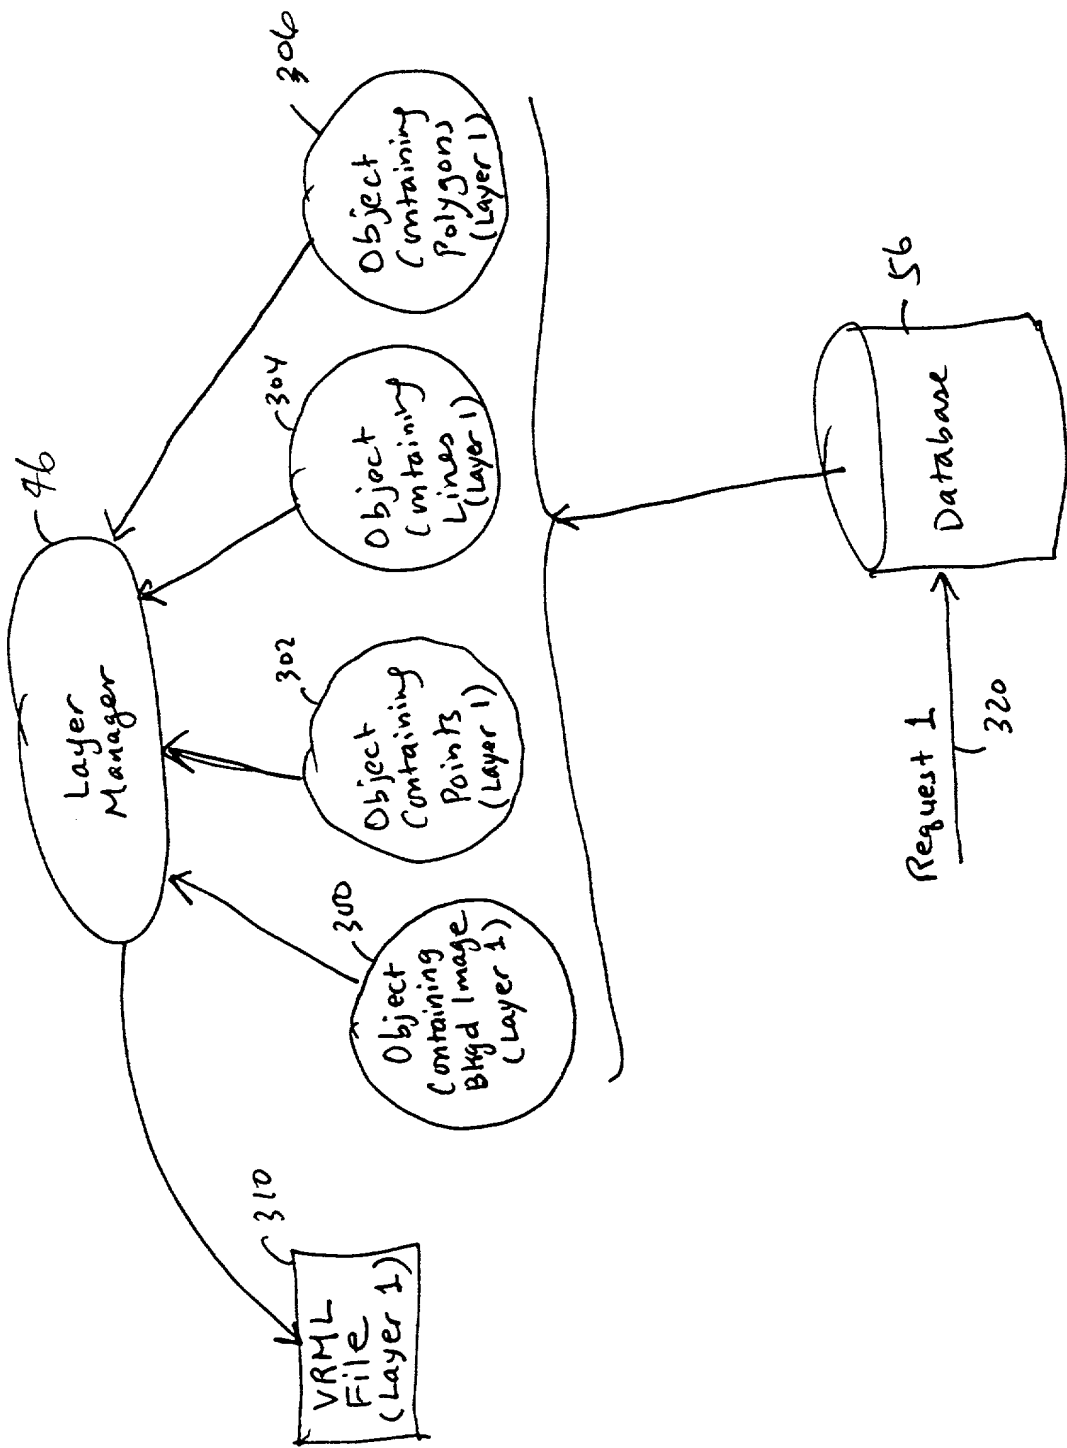 Layer
Manager
46
VRML
File
(Layer 1)
310
Object
Containing
Bkgd Image
(Layer 1)
300
Object
Containing
Points
(Layer 1)
302
Object
Containing
Lines
(Layer 1)
304
Object
Containing
Polygons
(Layer 1)
306
Request 1
320
Database
56